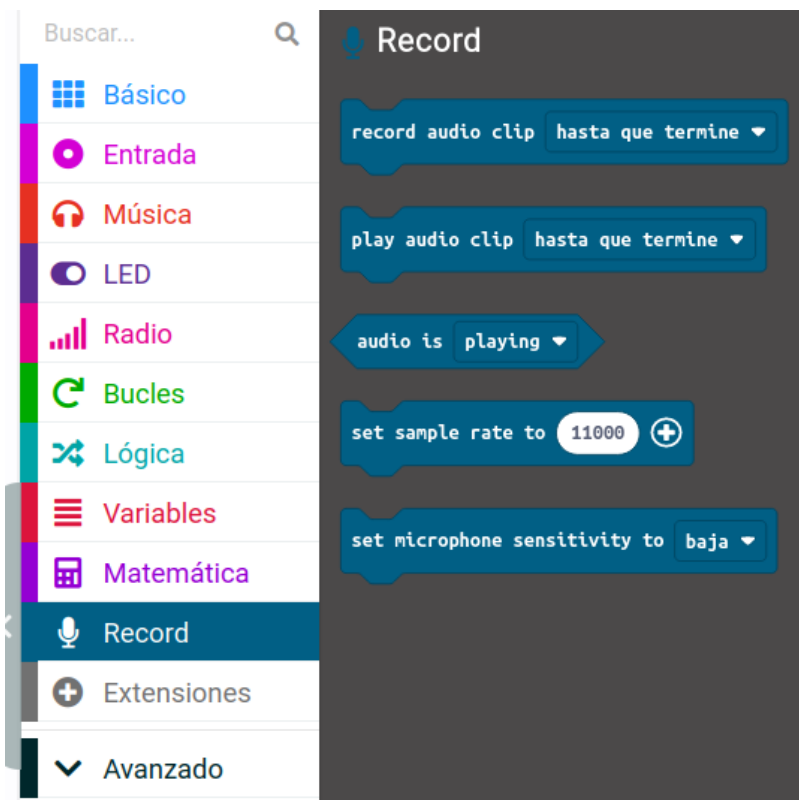 Buscar...
Básico
Entrada
Música
LED
Radio
Bucles
Lógica
Variables
Matemática
Record
Extensiones
Avanzado
Record
record audio clip hasta que termine
play audio clip hasta que termine
audio is playing
set sample rate to 11000
set microphone sensitivity to baja